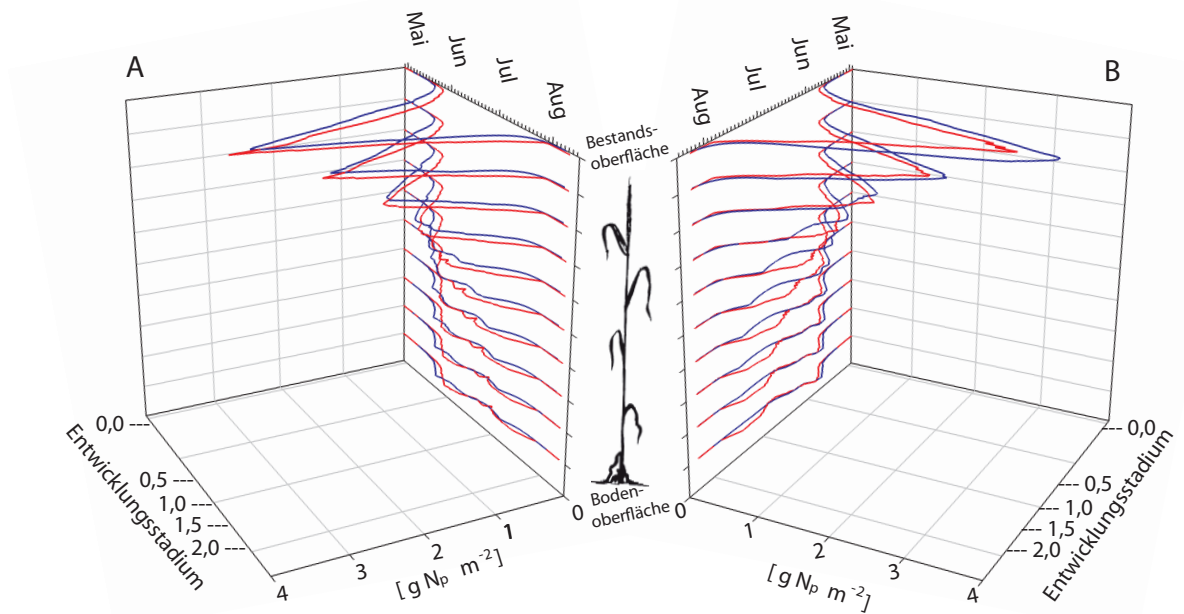 A
Mai
Jun
Jul
Aug
Bestands-
oberfläche
Boden-
oberfläche
0,0
0,5
1,0
1,5
2,0
Entwicklungsstadium
4
3
2
1
0
[ g Np m-2]
B
Mai
Jun
Jul
Aug
0,0
0,5
1,0
1,5
2,0
Entwicklungsstadium
0
1
2
3
4
[ g Np m-2]